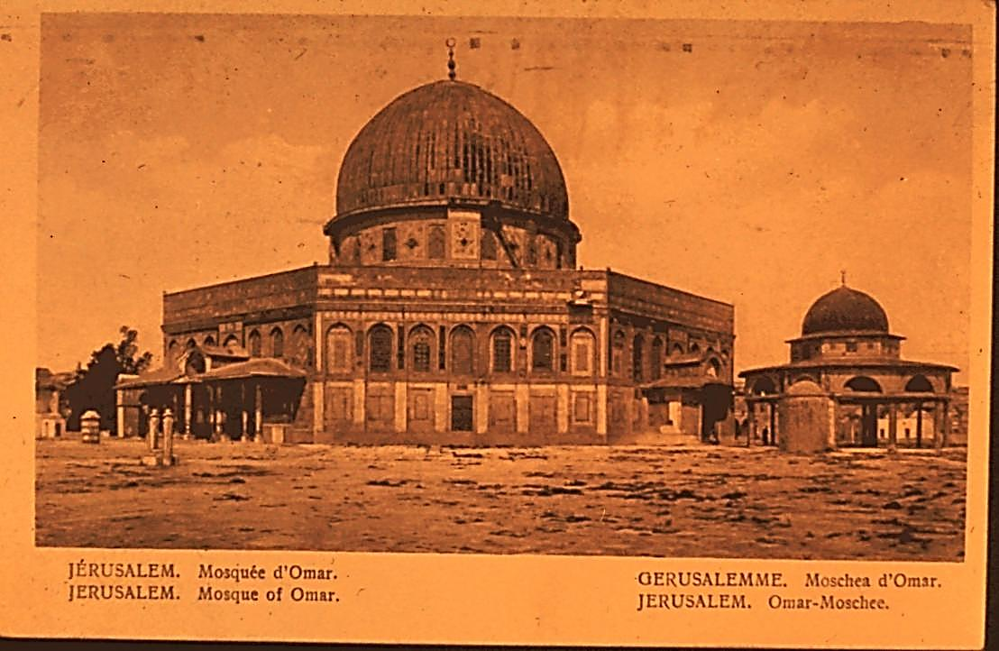 JÉRUSALEM. Mosquée d'Omar.
JERUSALEM. Mosque of Omar.
GERUSALEMME. Moschea d'Omar.
JERUSALEM. Omar-Moschee.